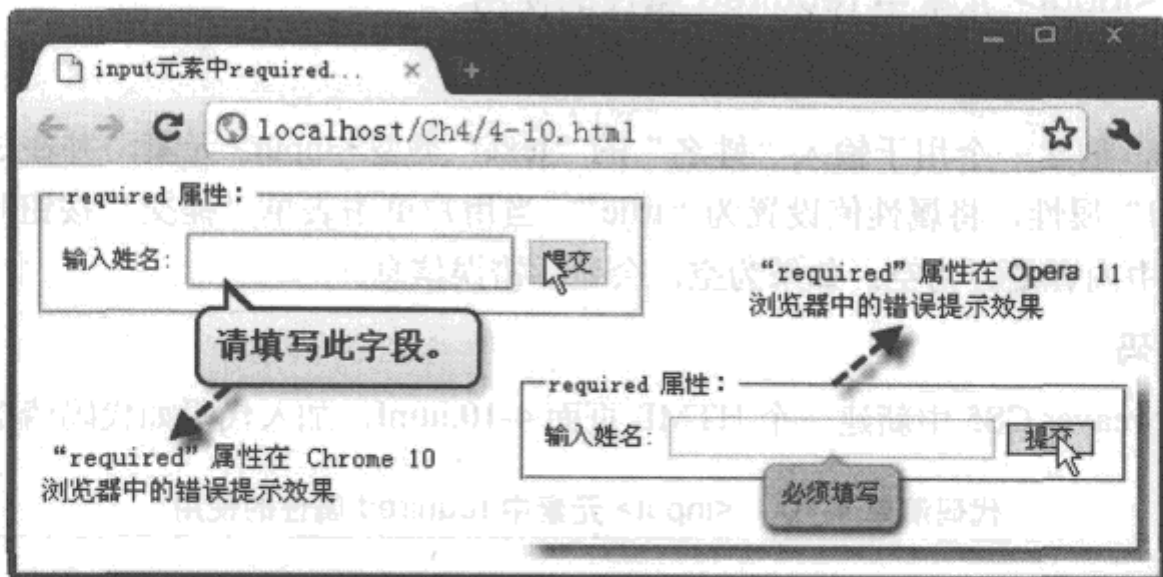 input元素中required...
localhost/Ch4/4-10.html
required 属性：
输入姓名：
提交
请填写此字段。
“required”属性在 Chrome 10
浏览器中的错误提示效果
“required”属性在 Opera 11
浏览器中的错误提示效果
required 属性：
输入姓名：
提交
必须填写